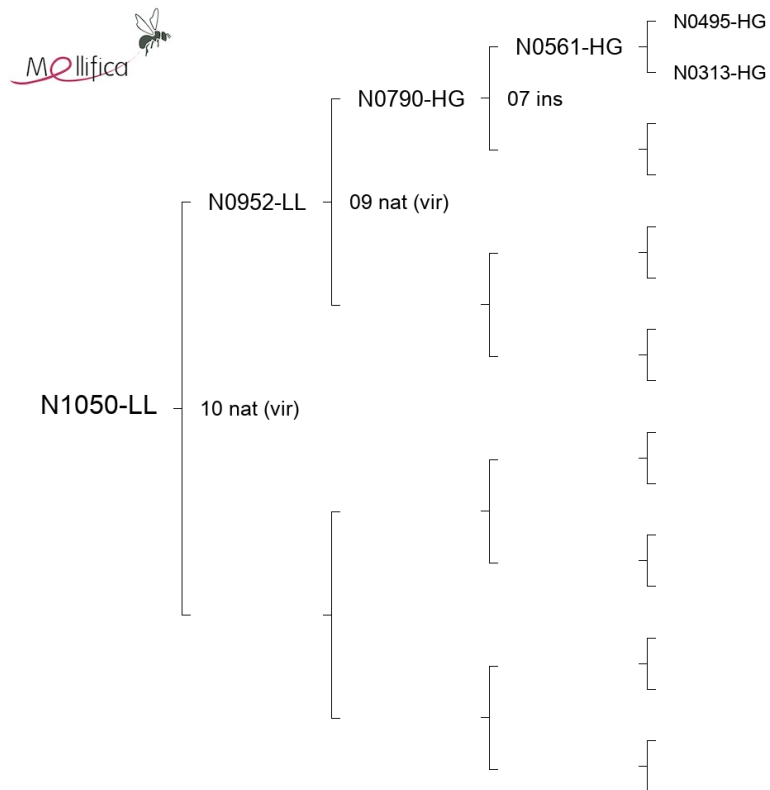 Mellifica
N0495-HG
N0561-HG
N0313-HG
N0790-HG
07 ins
N0952-LL
09 nat (vir)
N1050-LL
10 nat (vir)